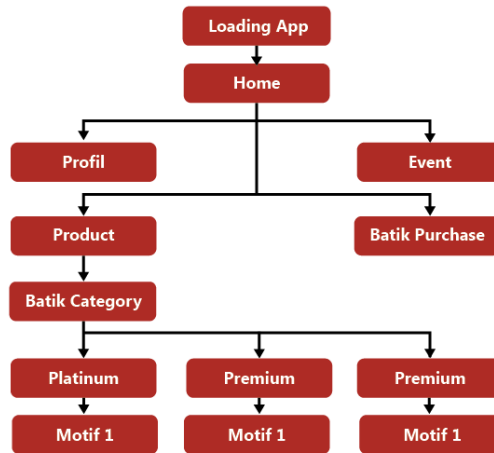 Loading App
Home
Profil
Event
Product
Batik Purchase
Batik Category
Platinum
Premium
Premium
Motif 1
Motif 1
Motif 1